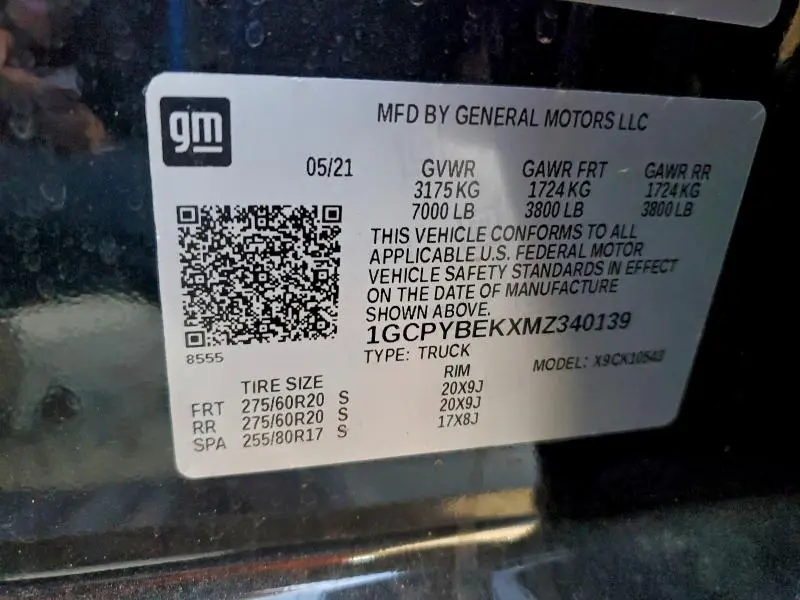 gm
MFD BY GENERAL MOTORS LLC
05/21 GVWR GAWR FRT GAWR RR
3175 KG 1724 KG 1724 KG
7000 LB 3800 LB 3800 LB
THIS VEHICLE CONFORMS TO ALL
APPLICABLE U.S. FEDERAL MOTOR
VEHICLE SAFETY STANDARDS IN EFFECT
ON THE DATE OF MANUFACTURE
SHOWN ABOVE.
1GCPYBEKXMZ340139
8555
TYPE: TRUCK MODEL: X9CK10543
TIRE SIZE RIM
FRT 275/60R20 S 20X9J
RR 275/60R20 S 20X9J
SPA 255/80R17 S 17X8J